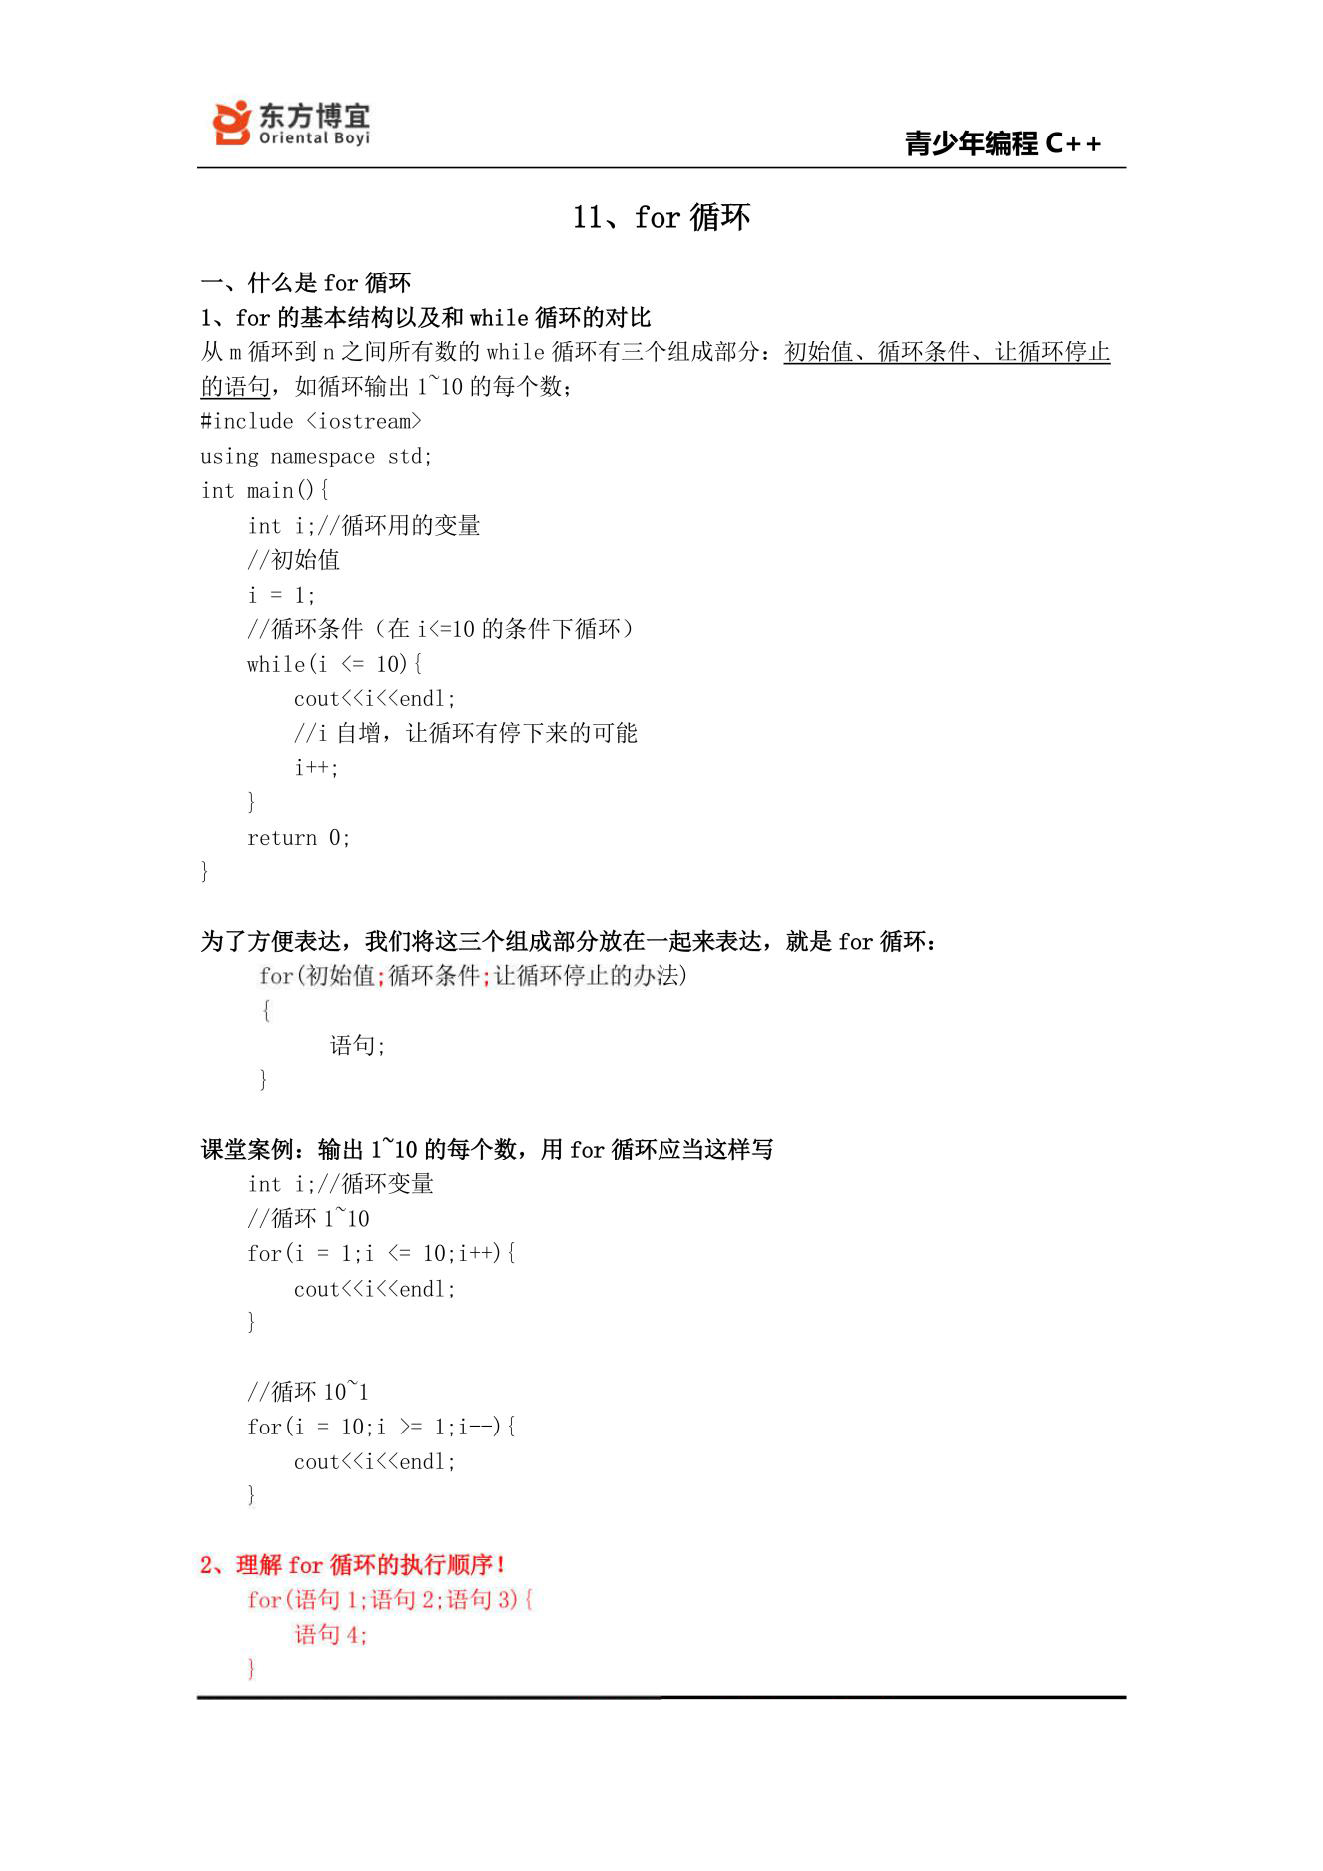 东方博宜
Oriental Boyi
青少年编程 C++
11、for 循环
一、什么是 for 循环
1、for 的基本结构以及和 while 循环的对比
从 m 循环到 n 之间所有数的 while 循环有三个组成部分：初始值、循环条件、让循环停止
的语句，如循环输出 1~10 的每个数；
#include <iostream>
using namespace std;
int main(){
    int i;//循环用的变量
    //初始值
    i = 1;
    //循环条件（在 i<=10 的条件下循环）
    while(i <= 10){
        cout<<i<<endl;
        //i 自增，让循环有停下来的可能
        i++;
    }
    return 0;
}
为了方便表达，我们将这三个组成部分放在一起来表达，就是 for 循环：
     for(初始值;循环条件;让循环停止的办法)
     {
           语句;
     }
课堂案例：输出 1~10 的每个数，用 for 循环应当这样写
    int i;//循环变量
    //循环 1~10
    for(i = 1;i <= 10;i++){
        cout<<i<<endl;
    }
    //循环 10~1
    for(i = 10;i >= 1;i--){
        cout<<i<<endl;
    }
2、理解 for 循环的执行顺序！
    for(语句 1;语句 2;语句 3){
        语句 4;
    }